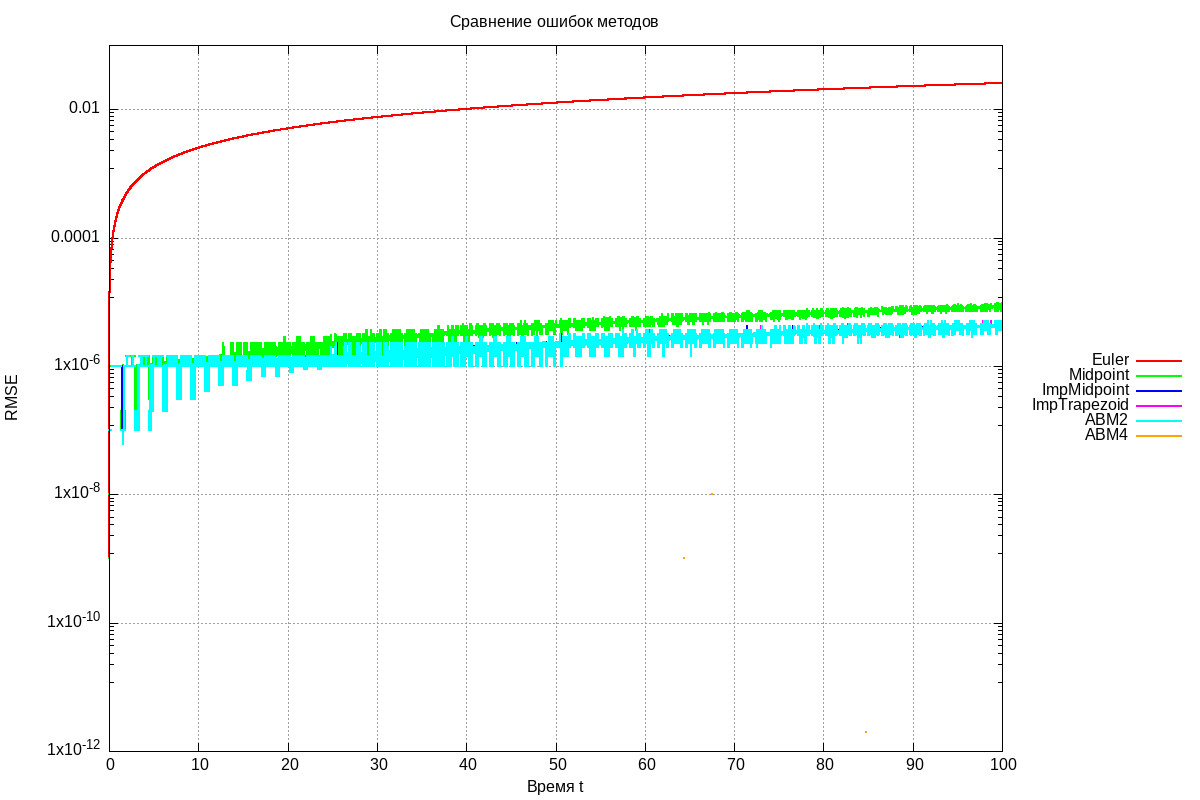 Сравнение ошибок методов
RMSE
0.01
0.0001
1x10-6
1x10-8
1x10-10
1x10-12
0 10 20 30 40 50 60 70 80 90 100
Время t
Euler
Midpoint
ImpMidpoint
ImpTrapezoid
ABM2
ABM4